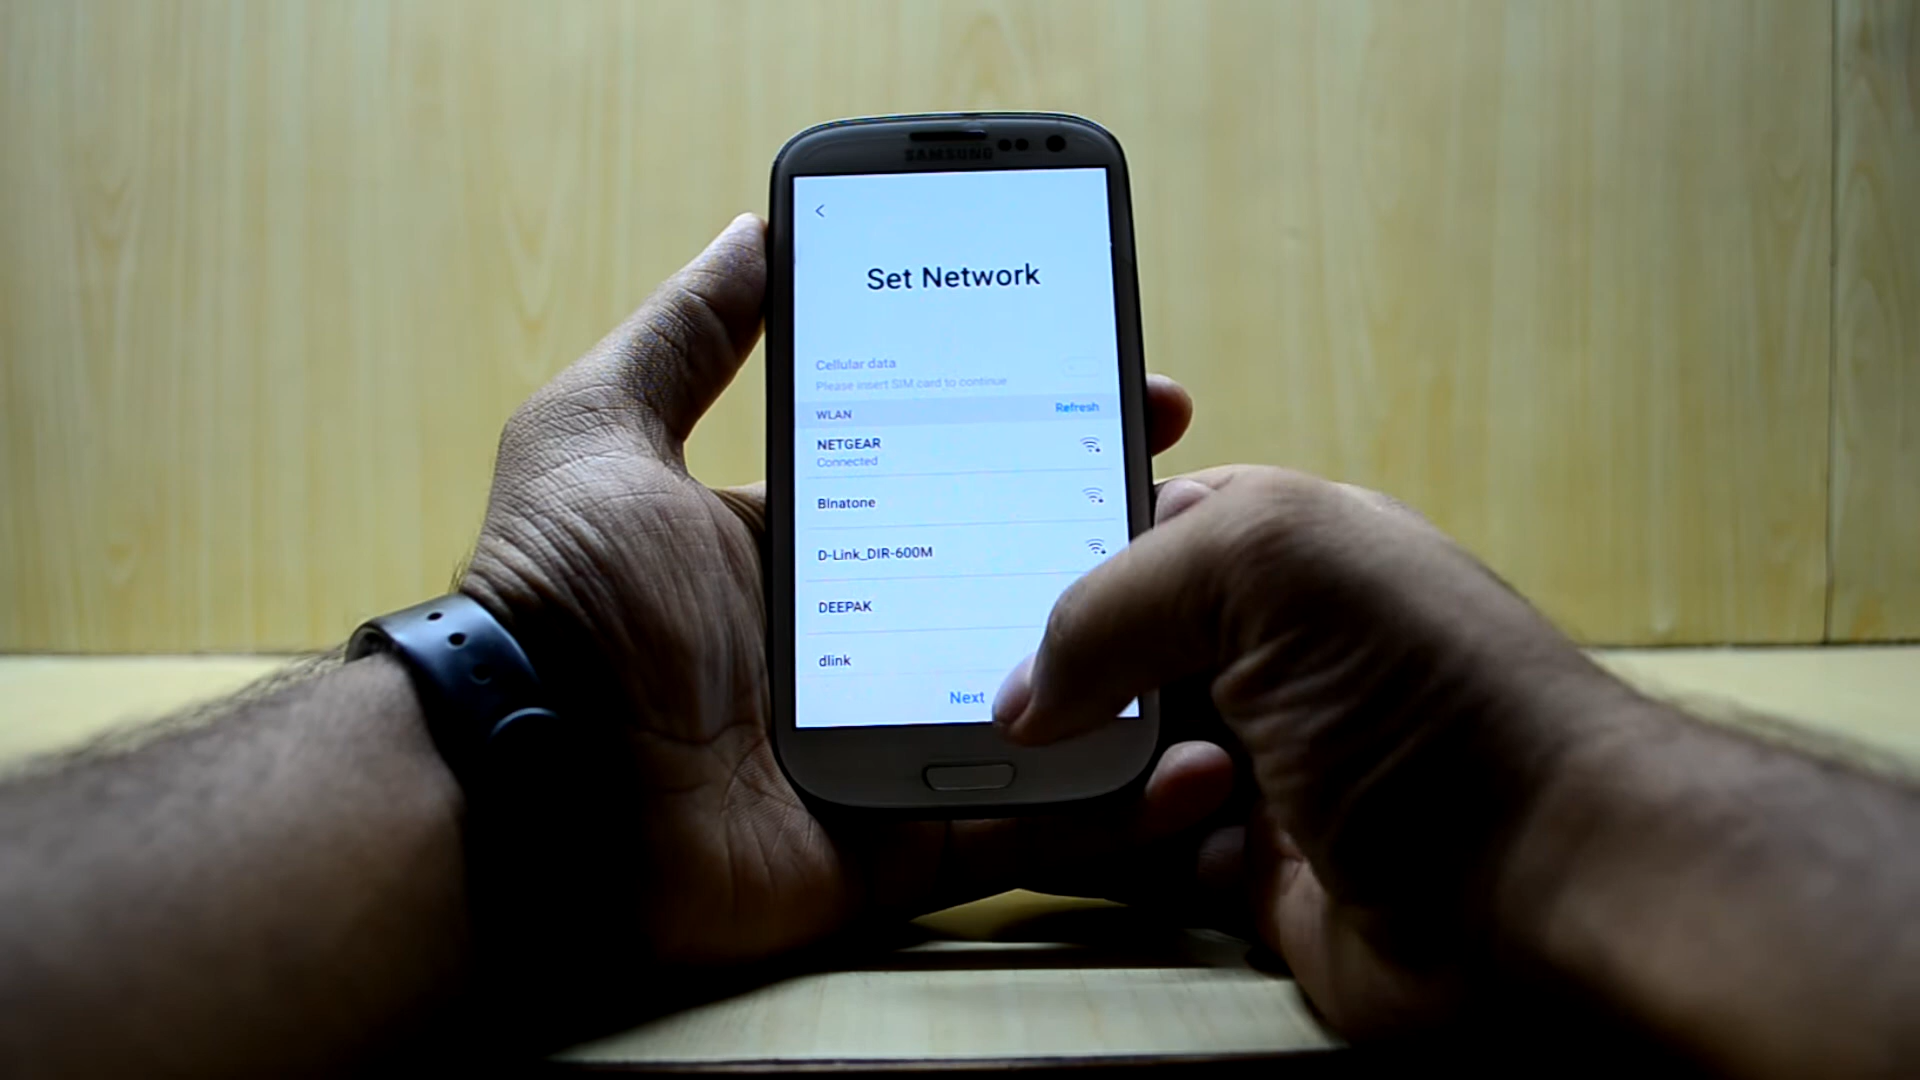 SAMSUNG
Set Network
Cellular data
Please insert SIM card to continue
WLAN Refresh
NETGEAR
Connected
Binatone
D-Link_DIR-600M
DEEPAK
dlink
Next